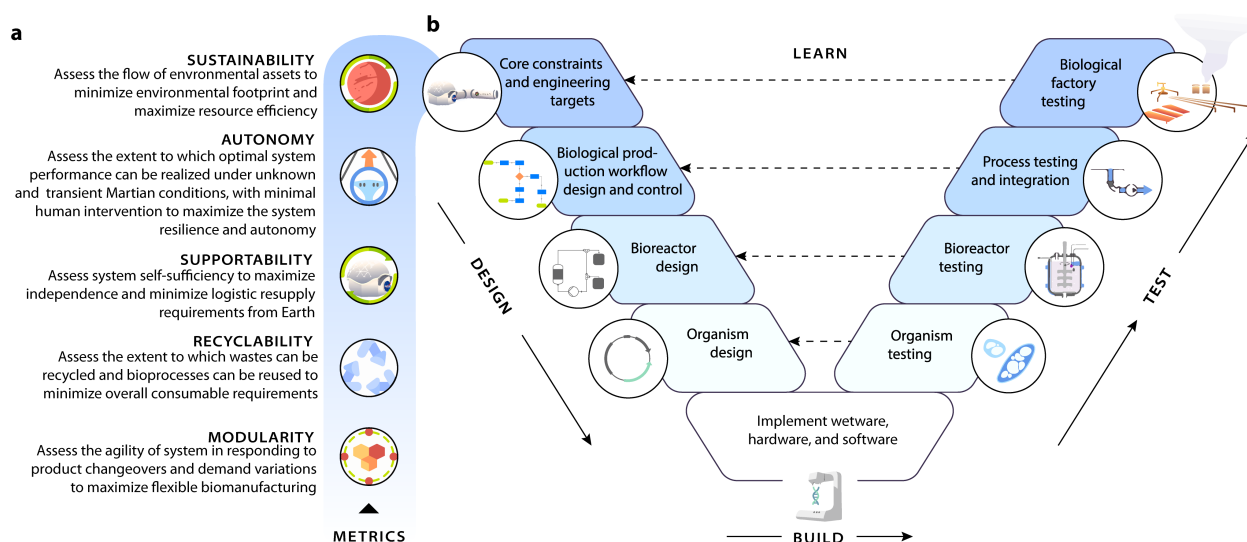 a
SUSTAINABILITY
Assess the flow of envronmental assets to
minimize environmental footprint and
maximize resource efficiency
AUTONOMY
Assess the extent to which optimal system
performance can be realized under unknown
and transient Martian conditions, with minimal
human intervention to maximize the system
resilience and autonomy
SUPPORTABILITY
Assess system self-sufficiency to maximize
independence and minimize logistic resupply
requirements from Earth
RECYCLABILITY
Assess the extent to which wastes can be
recycled and bioprocesses can be reused to
minimize overall consumable requirements
MODULARITY
Assess the agility of system in responding to
product changeovers and demand variations
to maximize flexible biomanufacturing
METRICS
b
LEARN
Core constraints
and engineering
targets
Biological
factory
testing
Biological prod-
uction workflow
design and control
Process testing
and integration
Bioreactor
design
Bioreactor
testing
Organism
design
Organism
testing
DESIGN
TEST
Implement wetware,
hardware, and software
BUILD